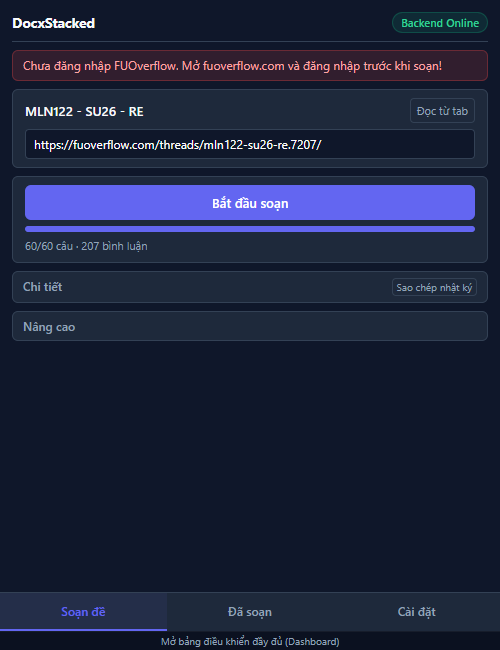 DocxStacked
Backend Online
Chưa đăng nhập FUOverflow. Mở fuoverflow.com và đăng nhập trước khi soạn!
MLN122 - SU26 - RE
Đọc từ tab
https://fuoverflow.com/threads/mln122-su26-re.7207/
Bắt đầu soạn
60/60 câu · 207 bình luận
Chi tiết
Sao chép nhật ký
Nâng cao
Soạn đề
Đã soạn
Cài đặt
Mở bảng điều khiển đầy đủ (Dashboard)